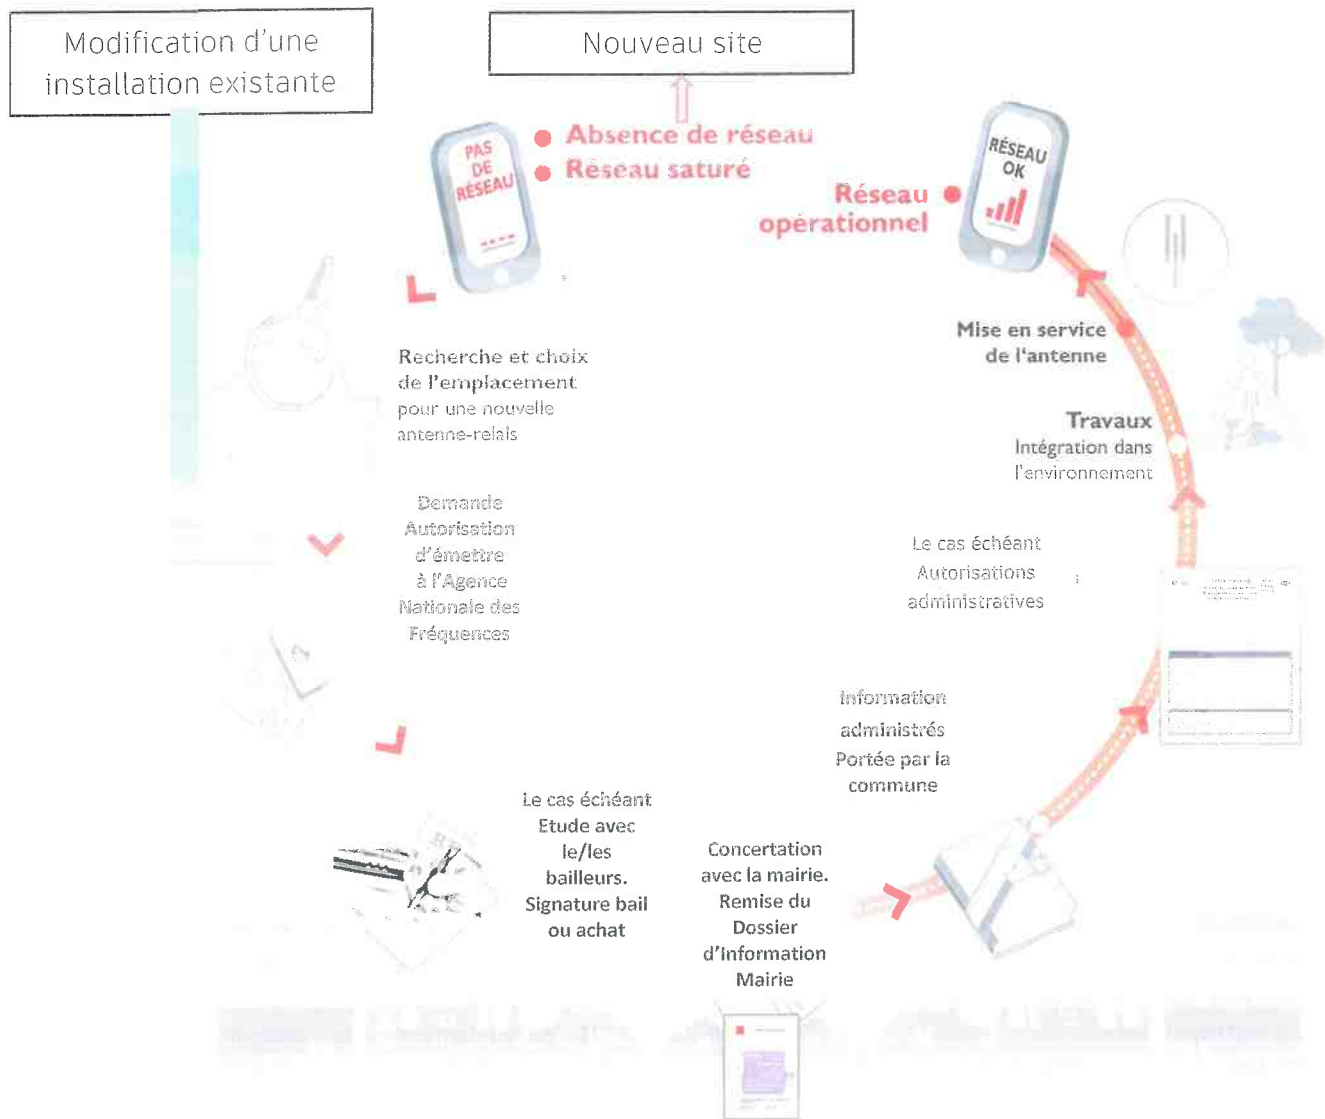 Modification d'une
installation existante
Nouveau site
Absence de réseau
Réseau saturé
PAS
DE
RÉSEAU
RÉSEAU
OK
Réseau
opérationnel
Mise en service
de l'antenne
Recherche et choix
de l'emplacement
pour une nouvelle
antenne-relais
Travaux
Intégration dans
l'environnement
Demande
Autorisation
d'émettre
à l'Agence
Nationale des
Fréquences
Le cas échéant
Autorisations
administratives
Information
administrés
Portée par la
commune
Le cas échéant
Etude avec
le/les
bailleurs.
Signature bail
ou achat
Concertation
avec la mairie.
Remise du
Dossier
d'Information
Mairie